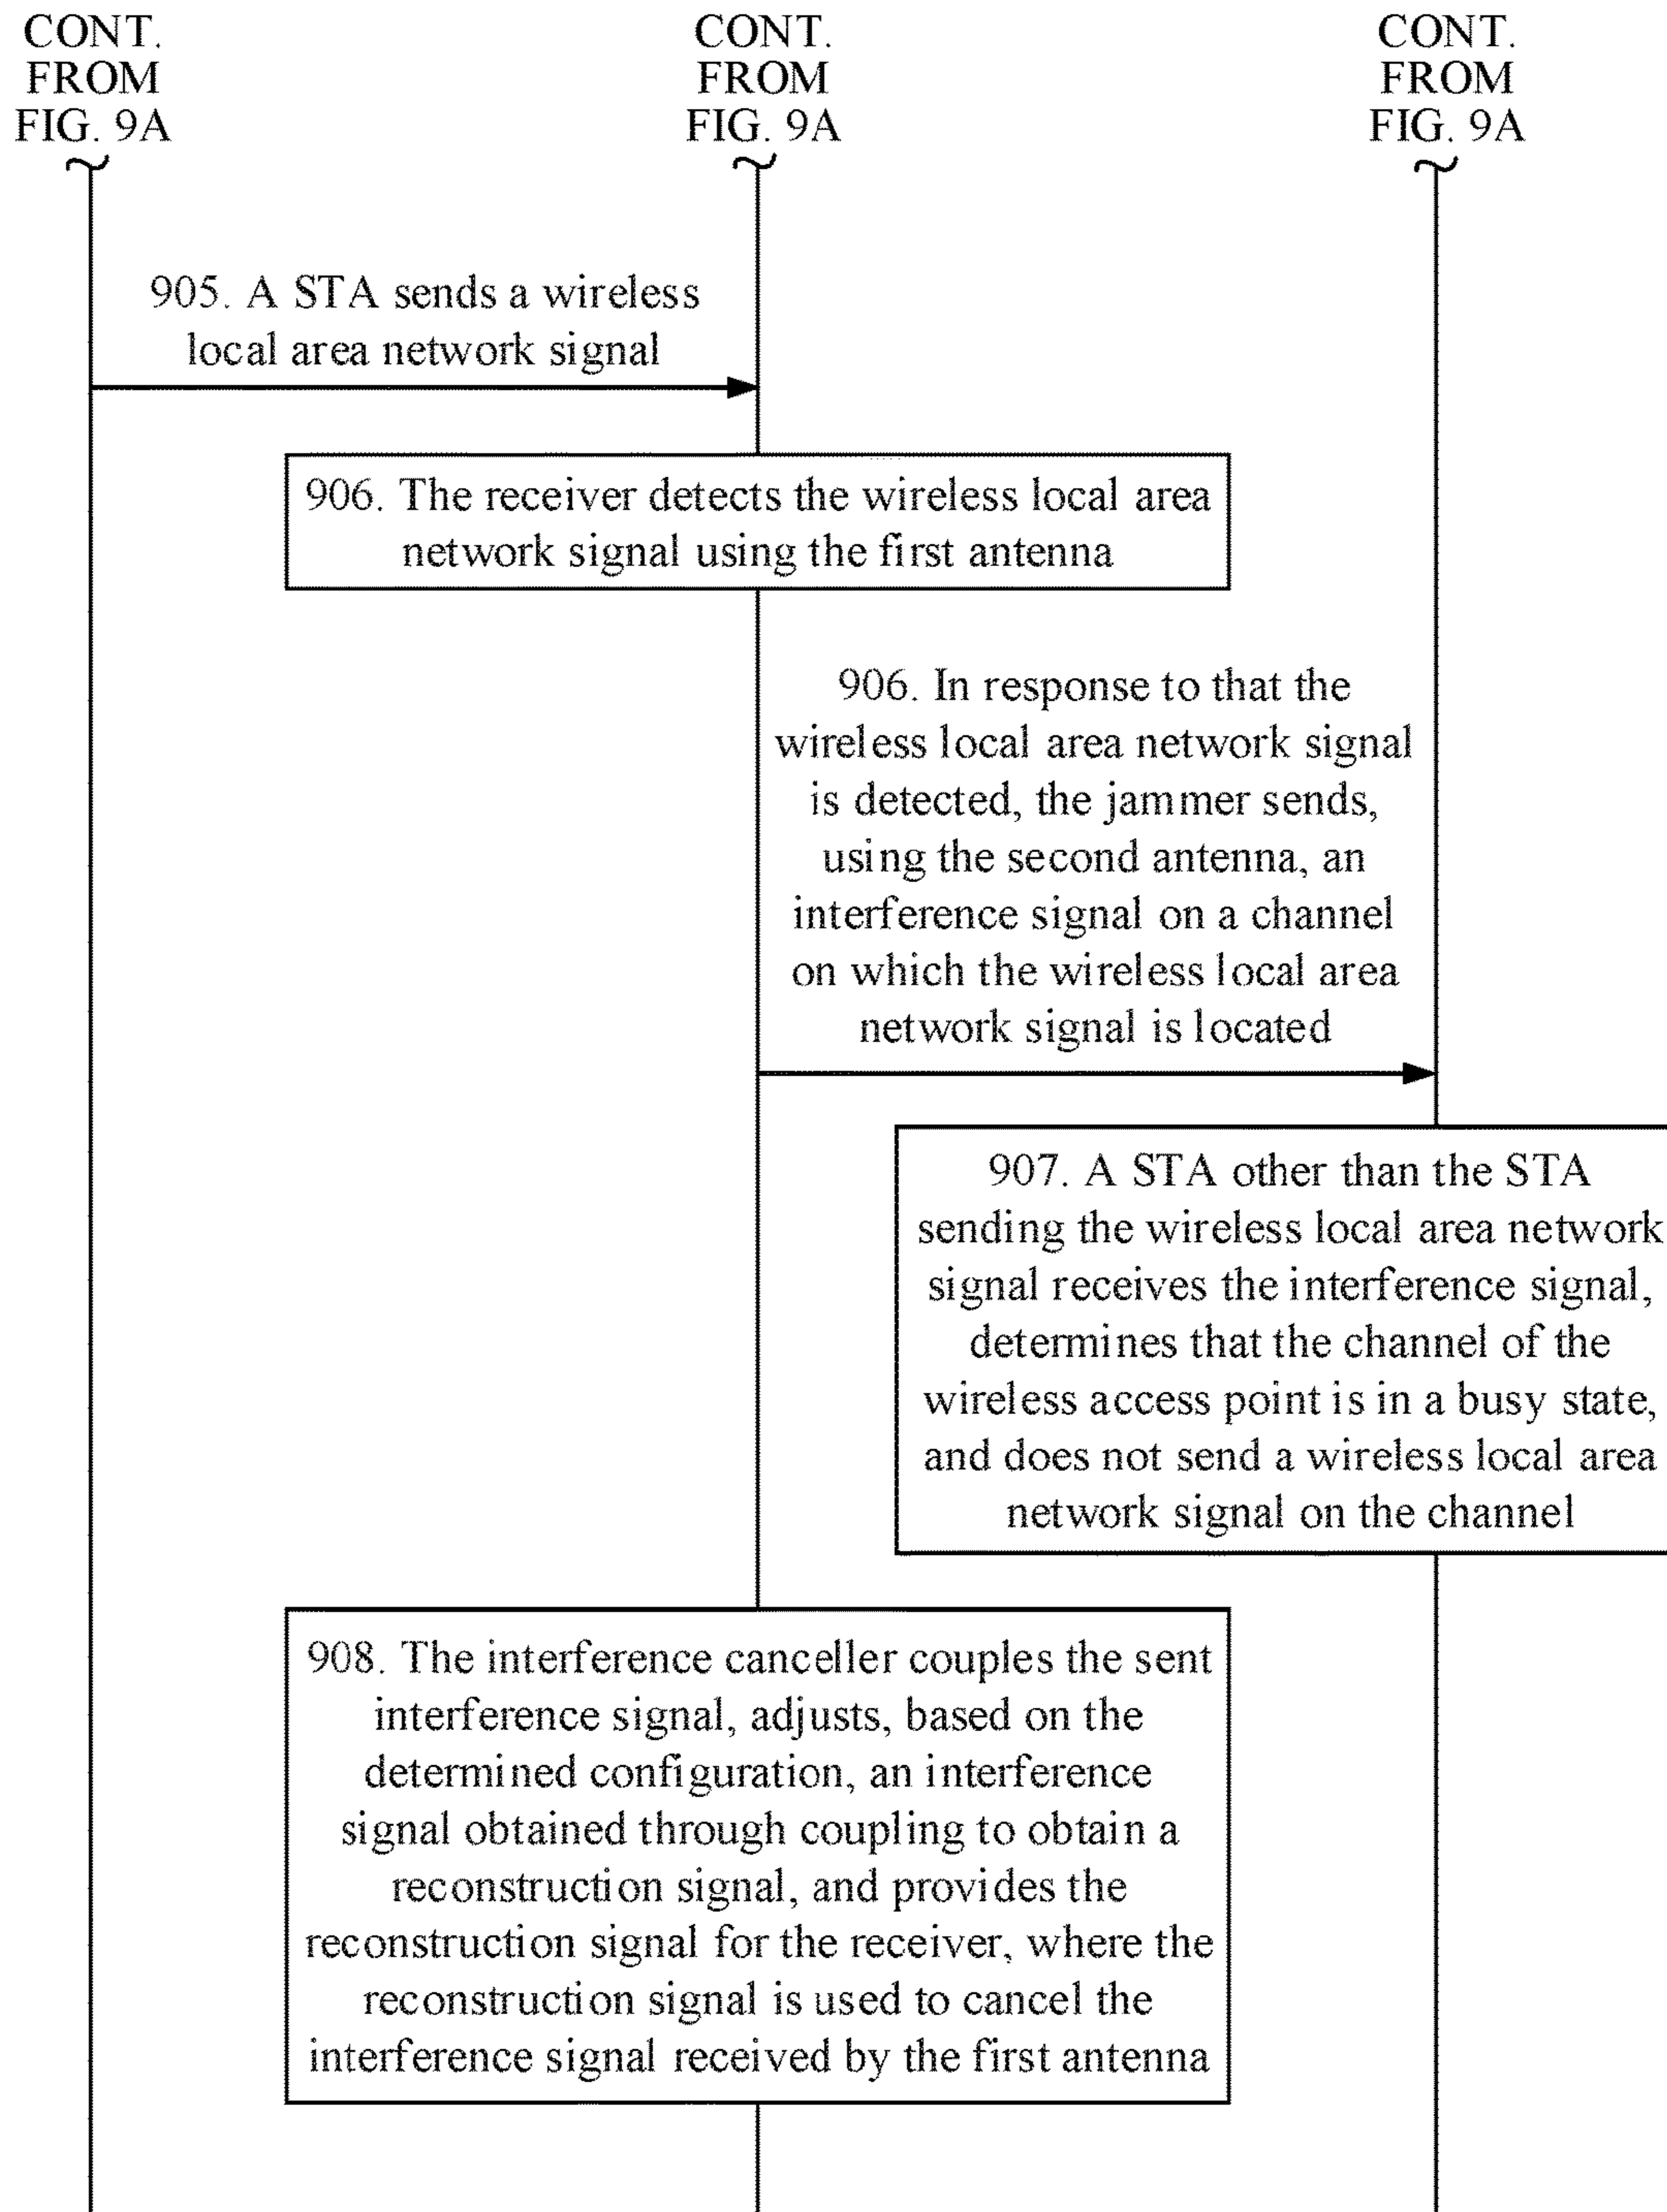 CONT.
FROM
FIG. 9A
CONT.
FROM
FIG. 9A
CONT.
FROM
FIG. 9A
905. A STA sends a wireless
local area network signal
906. The receiver detects the wireless local area
network signal using the first antenna
906. In response to that the
wireless local area network signal
is detected, the jammer sends,
using the second antenna, an
interference signal on a channel
on which the wireless local area
network signal is located
907. A STA other than the STA
sending the wireless local area network
signal receives the interference signal,
determines that the channel of the
wireless access point is in a busy state,
and does not send a wireless local area
network signal on the channel
908. The interference canceller couples the sent
interference signal, adjusts, based on the
determined configuration, an interference
signal obtained through coupling to obtain a
reconstruction signal, and provides the
reconstruction signal for the receiver, where the
reconstruction signal is used to cancel the
interference signal received by the first antenna